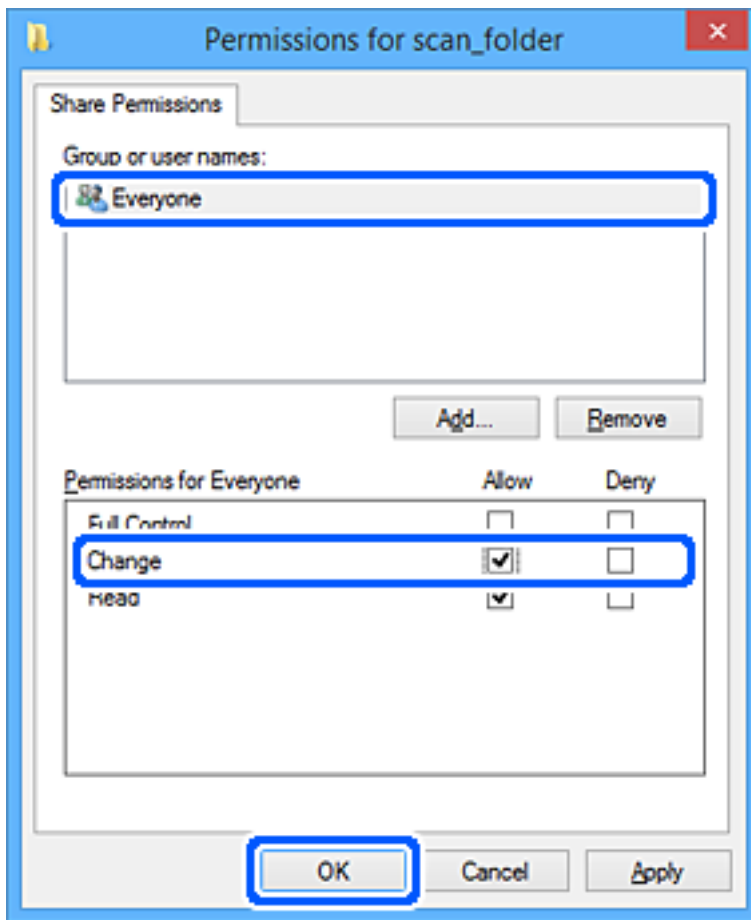 Permissions for scan_folder
Share Permissions
Group or user names:
Everyone
Add... Remove
Permissions for Everyone Allow Deny
Full Control
Change
Read
OK Cancel Apply